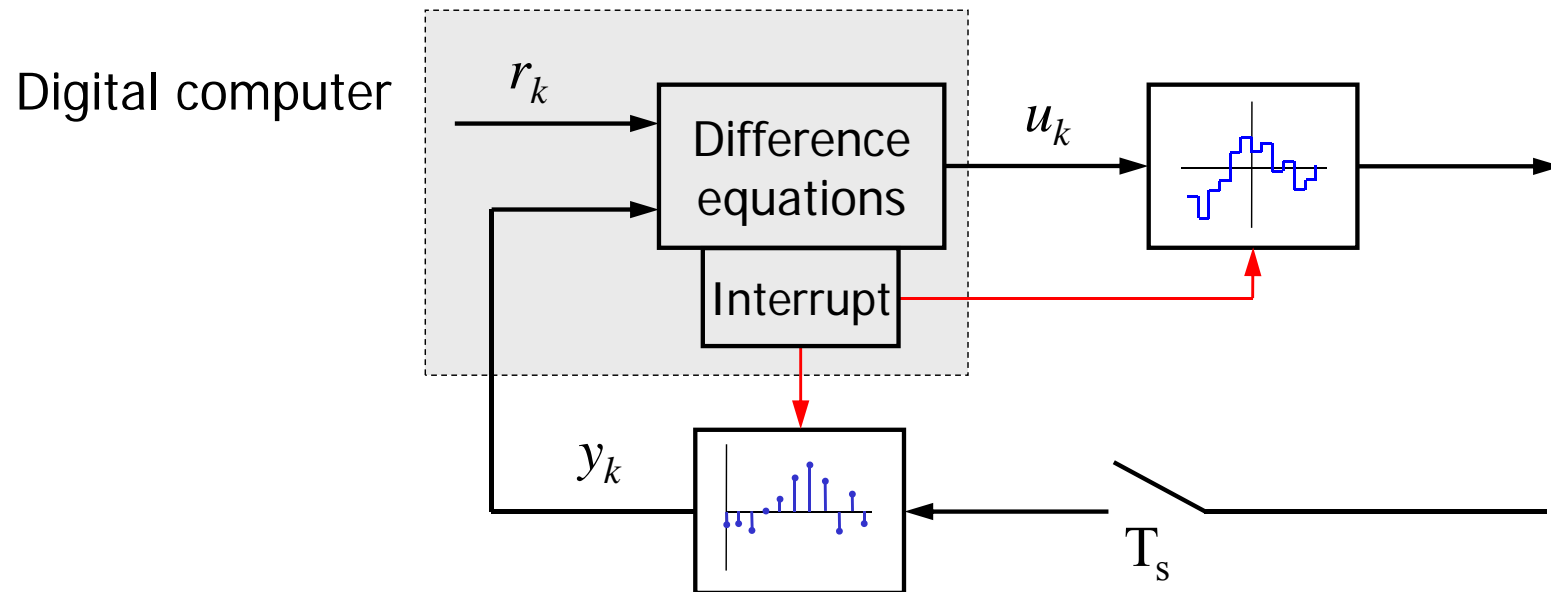 Digital computer
r_k
Difference
equations
u_k
Interrupt
y_k
T_s